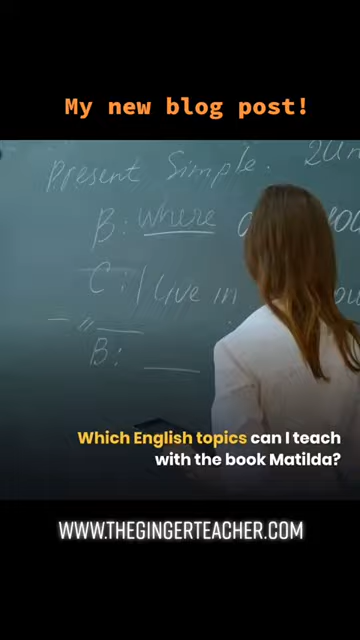 My new blog post!
Present Simple.
B: where
C: I live in
B:
Which English topics can I teach
with the book Matilda?
WWW.THEGINGERTEACHER.COM